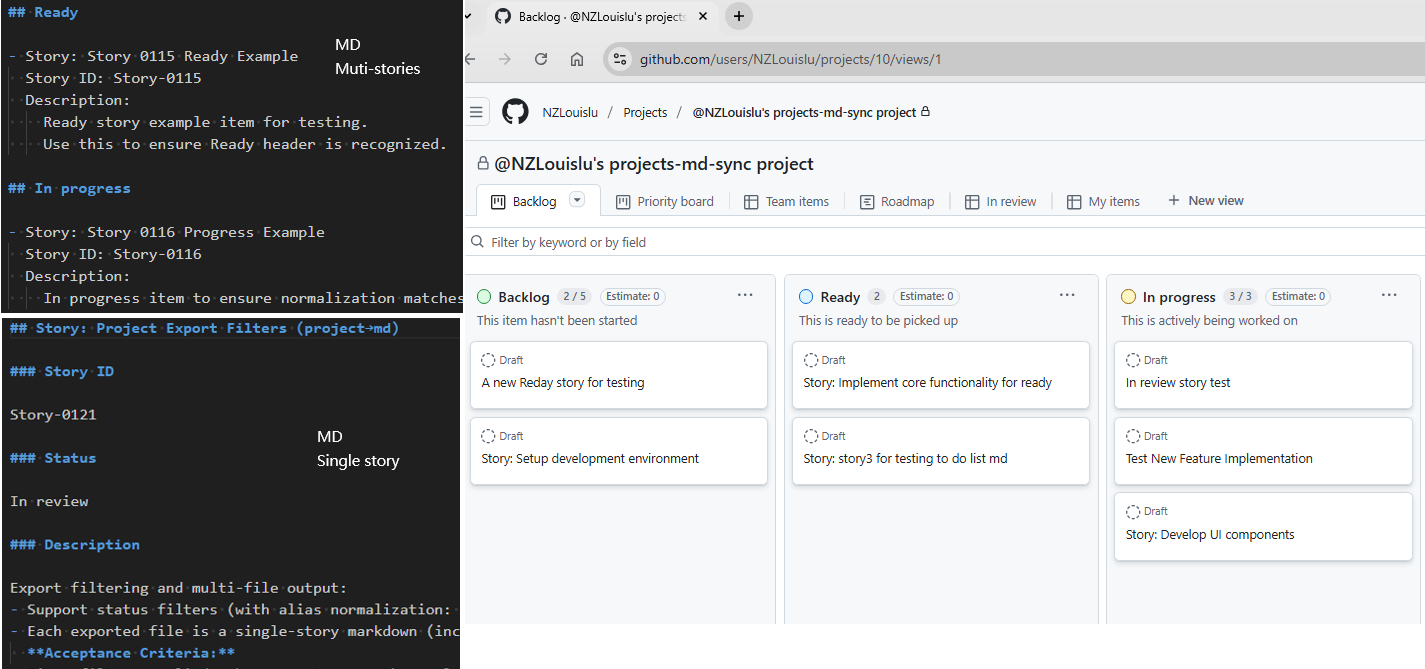 ## Ready
MD
Muti-stories
- Story: Story 0115 Ready Example
Story ID: Story-0115
Description:
Ready story example item for testing.
Use this to ensure Ready header is recognized.
## In progress
- Story: Story 0116 Progress Example
Story ID: Story-0116
Description:
In progress item to ensure normalization matches
## Story: Project Export Filters (project→md)
### Story ID
Story-0121
MD
Single story
### Status
In review
### Description
Export filtering and multi-file output:
- Support status filters (with alias normalization:
- Each exported file is a single-story markdown (inc
**Acceptance Criteria:**
Backlog · @NZLouislu's projects
github.com/users/NZLouislu/projects/10/views/1
NZLouislu / Projects / @NZLouislu's projects-md-sync project
@NZLouislu's projects-md-sync project
Backlog Priority board Team items Roadmap In review My items + New view
Filter by keyword or by field
Backlog 2 / 5 Estimate: 0 ...
This item hasn't been started
Draft
A new Reday story for testing
Draft
Story: Setup development environment
Ready 2 Estimate: 0 ...
This is ready to be picked up
Draft
Story: Implement core functionality for ready
Draft
Story: story3 for testing to do list md
In progress 3 / 3 Estimate: 0 ...
This is actively being worked on
Draft
In review story test
Draft
Test New Feature Implementation
Draft
Story: Develop UI components